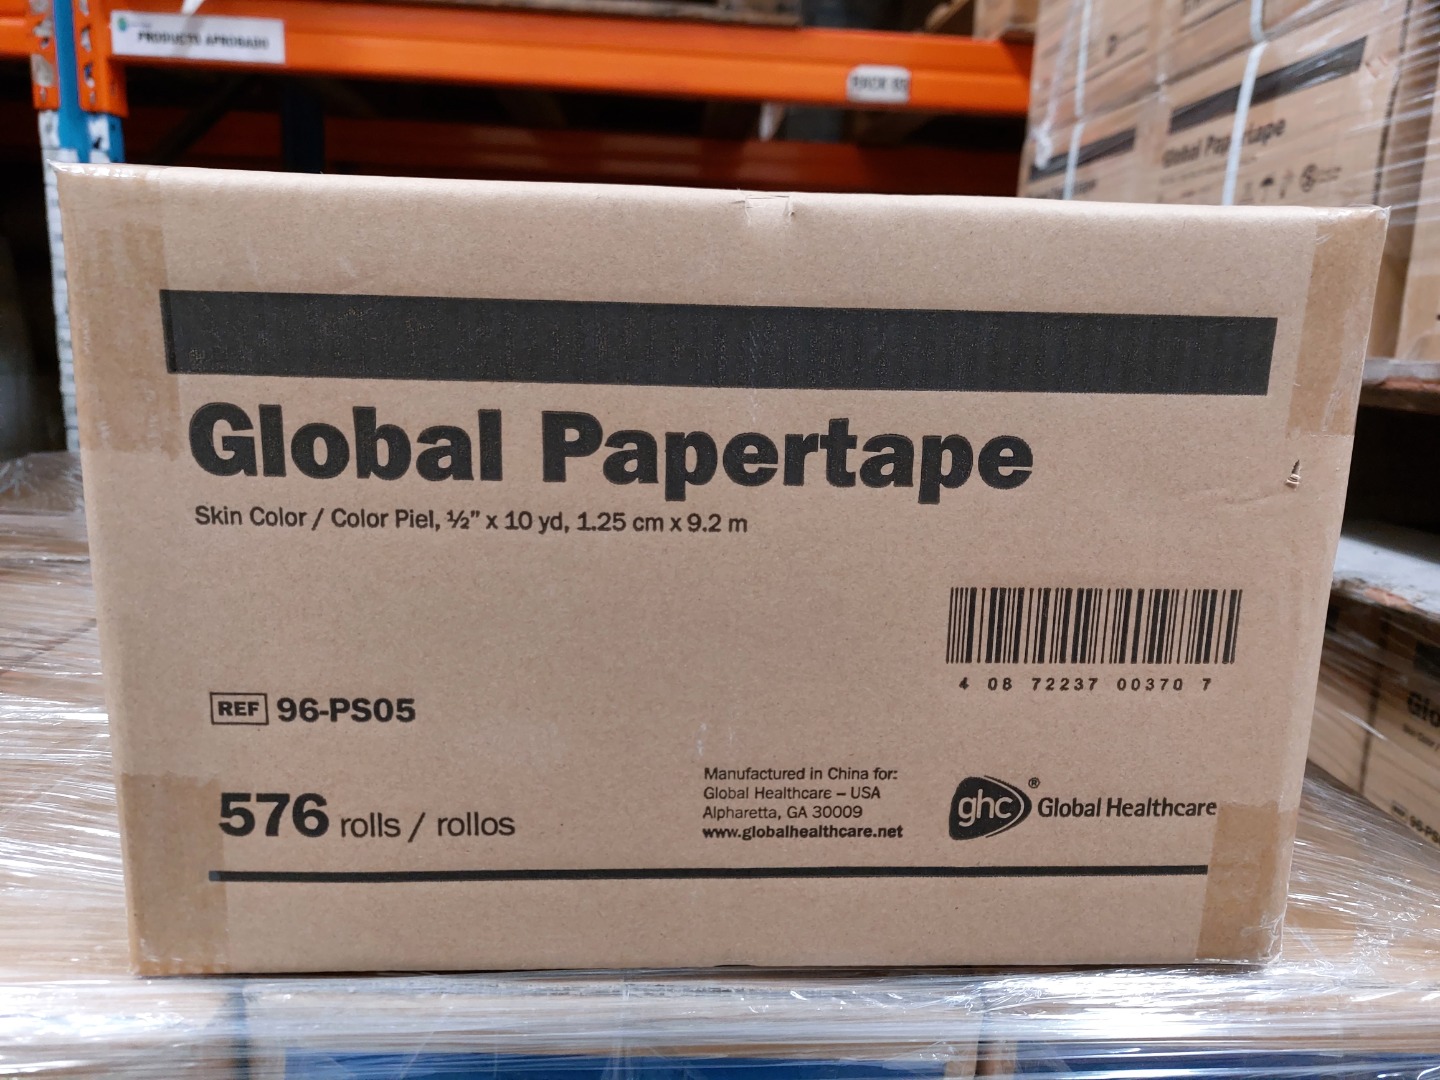 PRODUCTO APROBADO
Global Papertape
Global Papertape
Skin Color / Color Piel, ½” x 10 yd, 1.25 cm x 9.2 m
4 08 72237 00370 7
REF 96-PS05
576 rolls / rollos
Manufactured in China for:
Global Healthcare – USA
Alpharetta, GA 30009
www.globalhealthcare.net
ghc® Global Healthcare